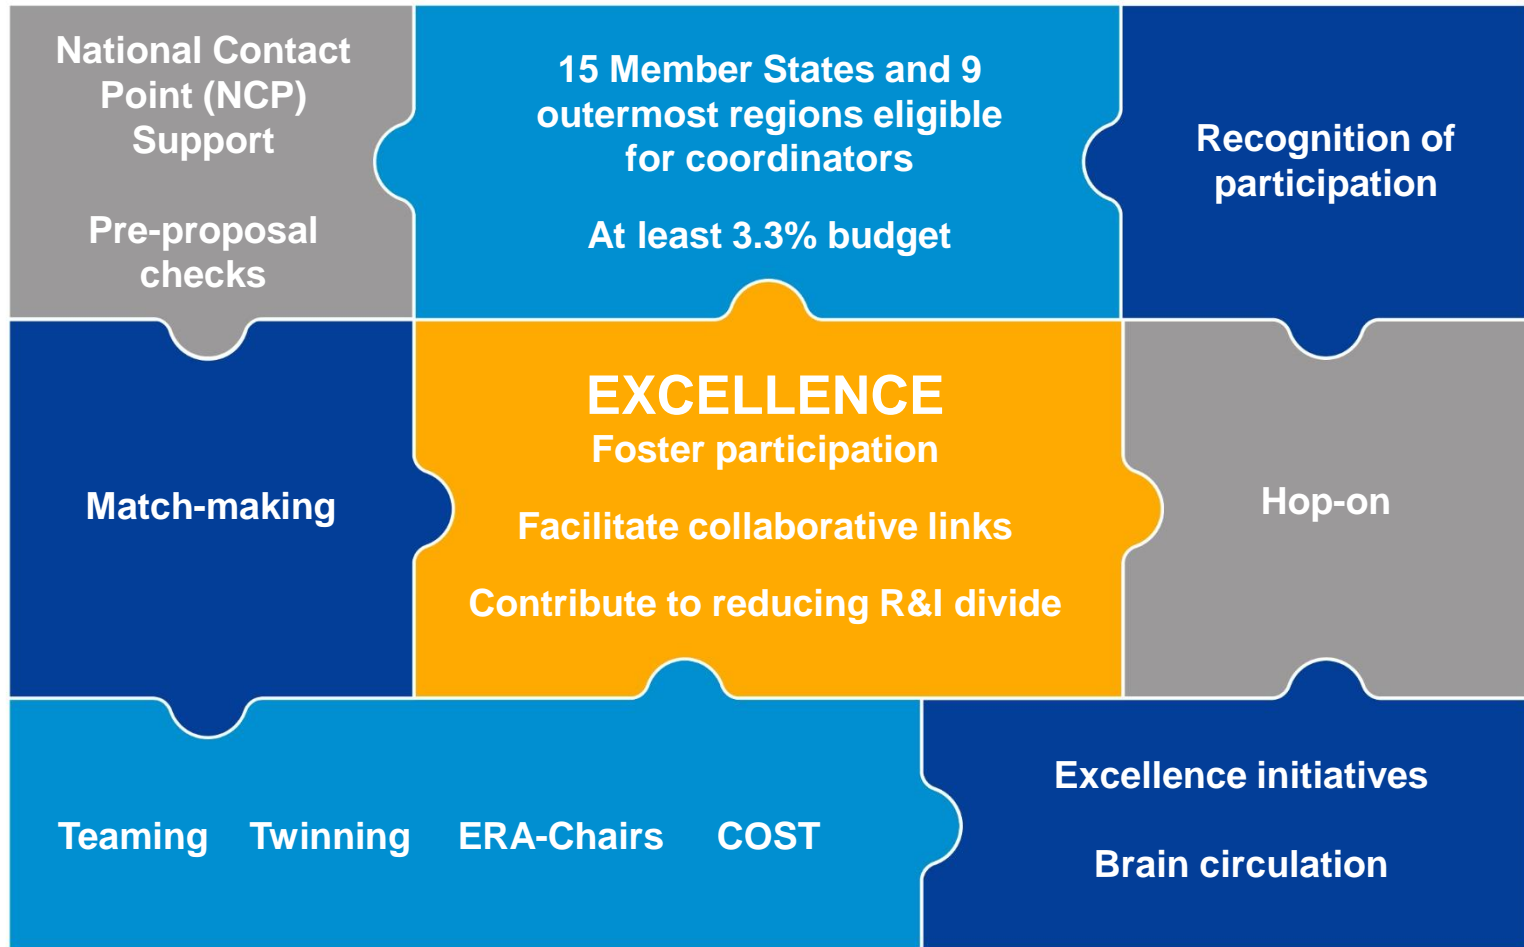 National Contact
Point (NCP)
Support
Pre-proposal
checks
15 Member States and 9
outermost regions eligible
for coordinators
At least 3.3% budget
Recognition of
participation
Match-making
EXCELLENCE
Foster participation
Facilitate collaborative links
Contribute to reducing R&I divide
Hop-on
Teaming Twinning ERA-Chairs COST
Excellence initiatives
Brain circulation